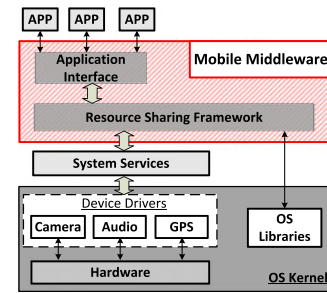 APP APP APP
Application
Interface
Mobile Middleware
Resource Sharing Framework
System Services
Device Drivers
Camera Audio GPS
OS
Libraries
Hardware
OS Kernel